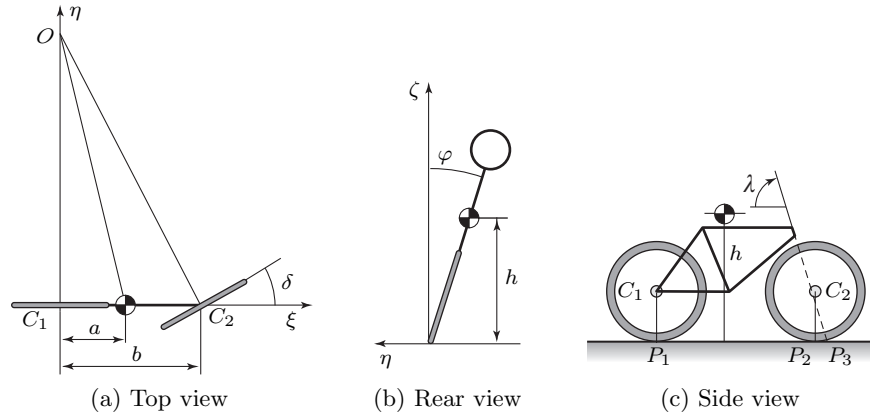 η
O
δ
C₁
C₂
ξ
a
b
(a) Top view
ζ
φ
h
η
(b) Rear view
λ
h
C₁
C₂
P₁
P₂
P₃
(c) Side view